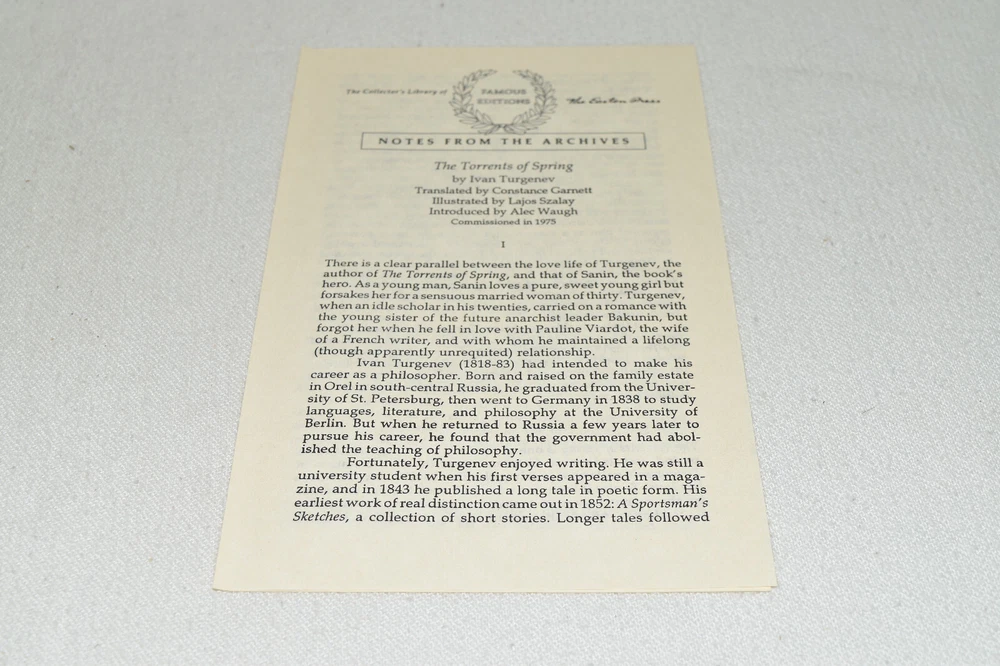 The Collector's Library of
FAMOUS
EDITIONS
The Easton Press
NOTES FROM THE ARCHIVES
The Torrents of Spring
by Ivan Turgenev
Translated by Constance Garnett
Illustrated by Lajos Szalay
Introduced by Alec Waugh
Commissioned in 1975
I
There is a clear parallel between the love life of Turgenev, the
author of The Torrents of Spring, and that of Sanin, the book's
hero. As a young man, Sanin loves a pure, sweet young girl but
forsakes her for a sensuous married woman of thirty. Turgenev,
when an idle scholar in his twenties, carried on a romance with
the young sister of the future anarchist leader Bakunin, but
forgot her when he fell in love with Pauline Viardot, the wife
of a French writer, and with whom he maintained a lifelong
(though apparently unrequited) relationship.
Ivan Turgenev (1818-83) had intended to make his
career as a philosopher. Born and raised on the family estate
in Orel in south-central Russia, he graduated from the Univer-
sity of St. Petersburg, then went to Germany in 1838 to study
languages, literature, and philosophy at the University of
Berlin. But when he returned to Russia a few years later to
pursue his career, he found that the government had abol-
ished the teaching of philosophy.
Fortunately, Turgenev enjoyed writing. He was still a
university student when his first verses appeared in a maga-
zine, and in 1843 he published a long tale in poetic form. His
earliest work of real distinction came out in 1852: A Sportsman's
Sketches, a collection of short stories. Longer tales followed